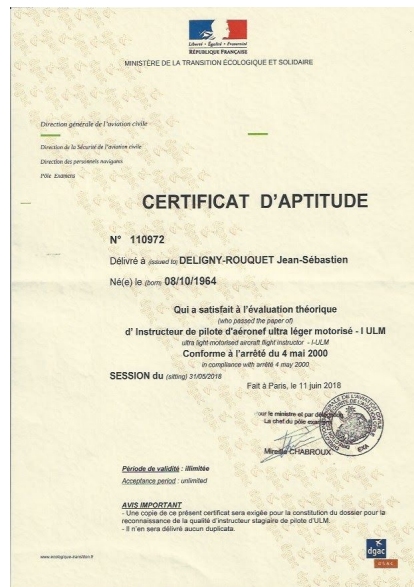 Liberté • Égalité • Fraternité
RÉPUBLIQUE FRANÇAISE
MINISTÈRE DE LA TRANSITION ÉCOLOGIQUE ET SOLIDAIRE
Direction générale de l'aviation civile
Direction de la Sécurité de l'aviation civile
Direction des personnels navigants
Pôle Examens
CERTIFICAT D'APTITUDE
N° 110972
Délivré à (issued to) DELIGNY-ROUQUET Jean-Sébastien
Né(e) le (born) 08/10/1964
Qui a satisfait à l'évaluation théorique
(who passed the paper of)
d' Instructeur de pilote d'aéronef ultra léger motorisé - I ULM
ultra light-motorised aircraft flight instructor - I-ULM
Conforme à l'arrêté du 4 mai 2000
in compliance with arrêté 4 may 2000
SESSION du (sitting) 31/05/2018
Fait à Paris, le 11 juin 2018
pour le ministre et par délégation
La chef du pôle examens
Mireille CHABROUX
EXA
Période de validité : illimitée
Acceptance period : unlimited
AVIS IMPORTANT
- Une copie de ce présent certificat sera exigée pour la constitution du dossier pour la
reconnaissance de la qualité d'instructeur stagiaire de pilote d'ULM.
- Il n'en sera délivré aucun duplicata.
www.ecologique-transition.fr
dgac